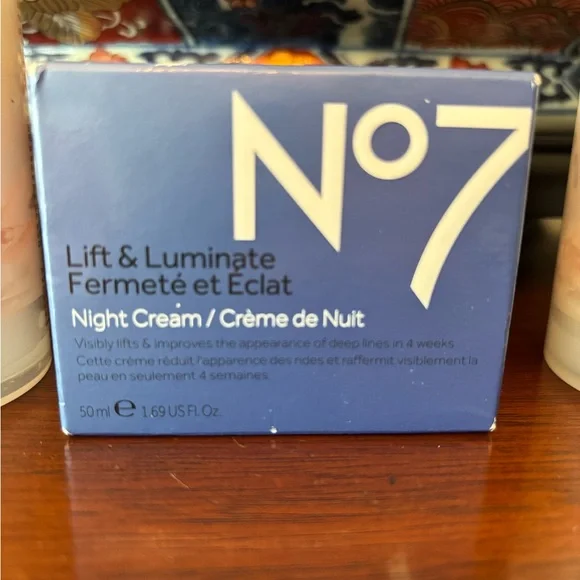 No7
Lift & Luminate
Fermeté et Éclat
Night Cream / Crème de Nuit
Visibly lifts & improves the appearance of deep lines in 4 weeks
Cette crème réduit l'apparence des rides et raffermit visiblement la
peau en seulement 4 semaines
50 ml e 1.69 US Fl. Oz.